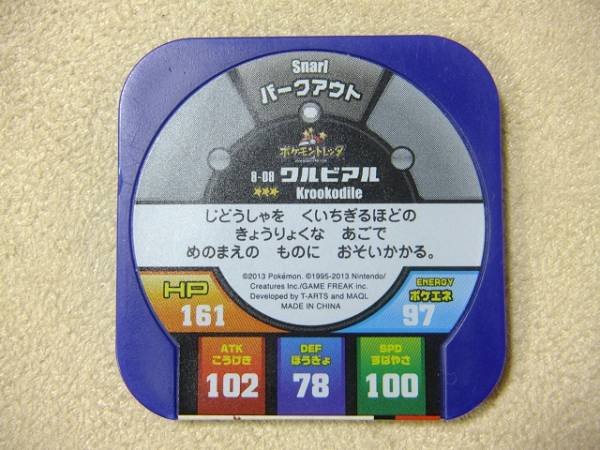 Snarl
バークアウト
ポケモントレッタ
8-08 ワルビアル
★★★ Krookodile
じどうしゃを くいちぎるほどの
きょうりょくな あごで
めのまえの ものに おそいかかる。
©2013 Pokémon. ©1995-2013 Nintendo/
Creatures Inc./GAME FREAK inc.
Developed by T-ARTS and MAQL
MADE IN CHINA
HP
161
ENERGY
ポケエネ
97
ATK
こうげき
102
DEF
ぼうぎょ
78
SPD
すばやさ
100